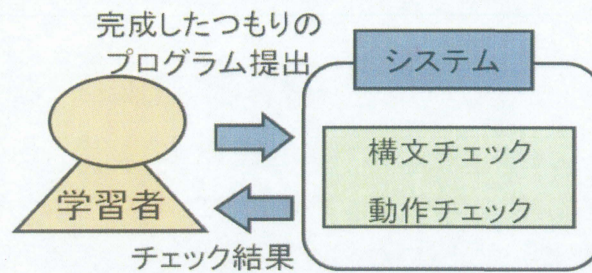 完成したつもりの
プログラム提出
システム
構文チェック
動作チェック
学習者
チェック結果